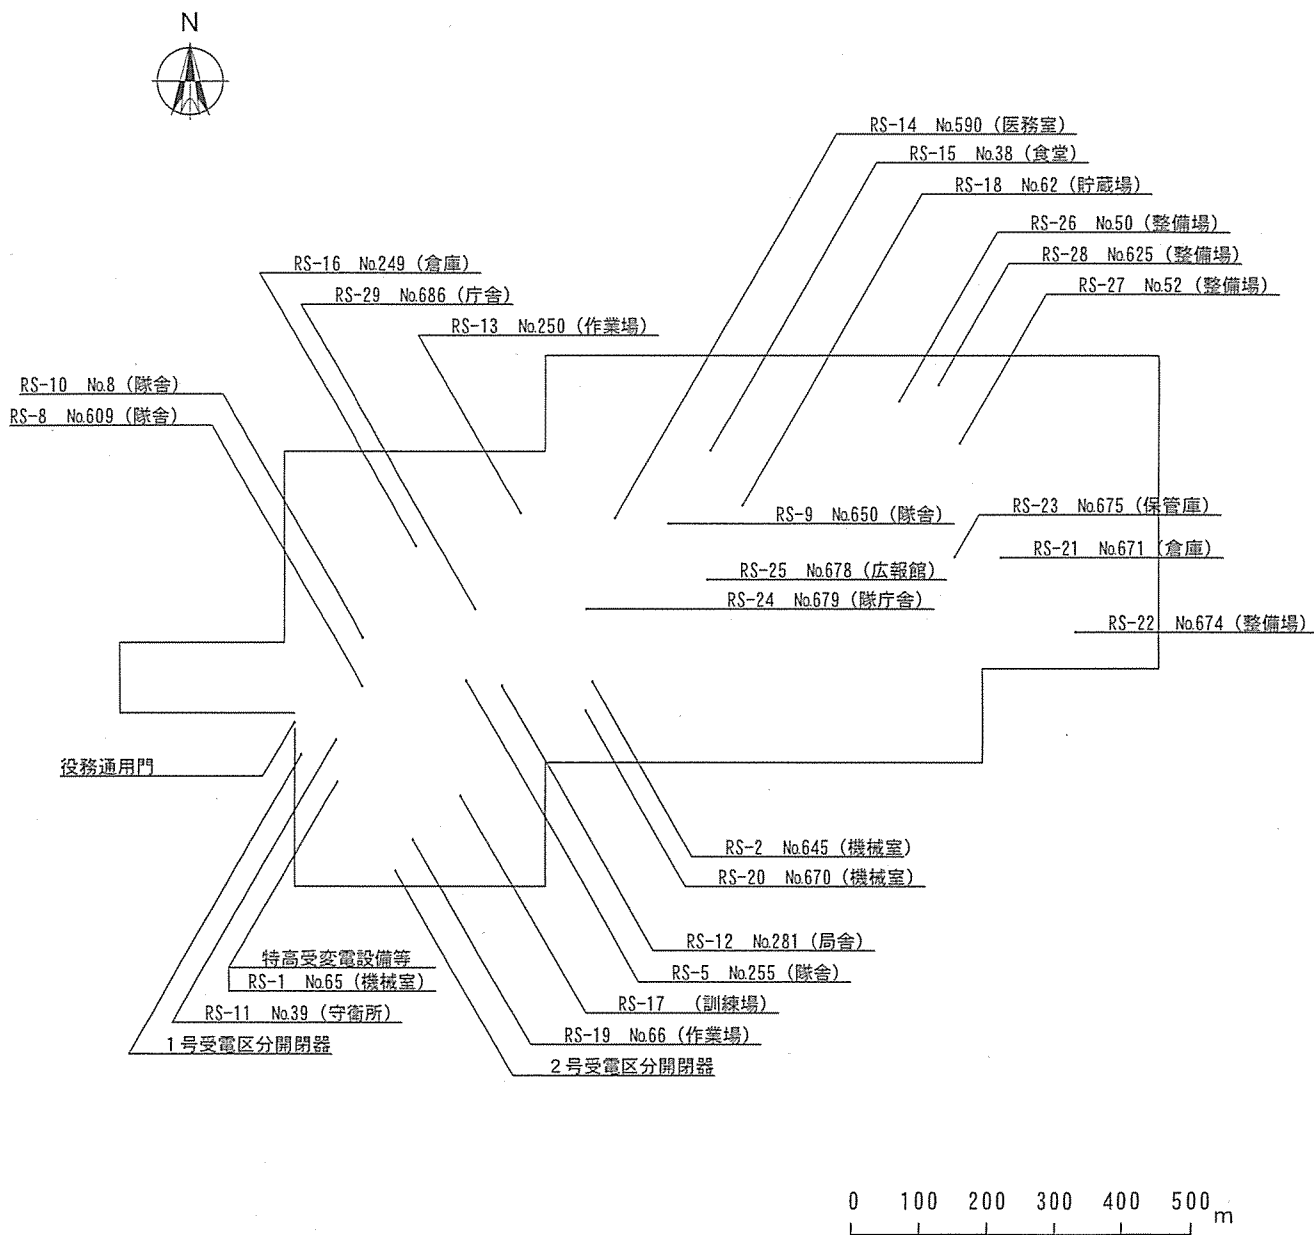 N
RS-14 No.590 (医務室)
RS-15 No.38 (食堂)
RS-18 No.62 (貯蔵場)
RS-26 No.50 (整備場)
RS-28 No.625 (整備場)
RS-27 No.52 (整備場)
RS-16 No.249 (倉庫)
RS-29 No.686 (庁舎)
RS-13 No.250 (作業場)
RS-10 No.8 (隊舎)
RS-8 No.609 (隊舎)
RS-23 No.675 (保管庫)
RS-9 No.650 (隊舎)
RS-21 No.671 (倉庫)
RS-25 No.678 (広報館)
RS-24 No.679 (隊庁舎)
RS-22 No.674 (整備場)
役務通用門
RS-2 No.645 (機械室)
RS-20 No.670 (機械室)
RS-12 No.281 (局舎)
特高受変電設備等
RS-5 No.255 (隊舎)
RS-1 No.65 (機械室)
RS-17 (訓練場)
RS-11 No.39 (守衛所)
RS-19 No.66 (作業場)
1号受電区分開閉器
2号受電区分開閉器
0 100 200 300 400 500 m